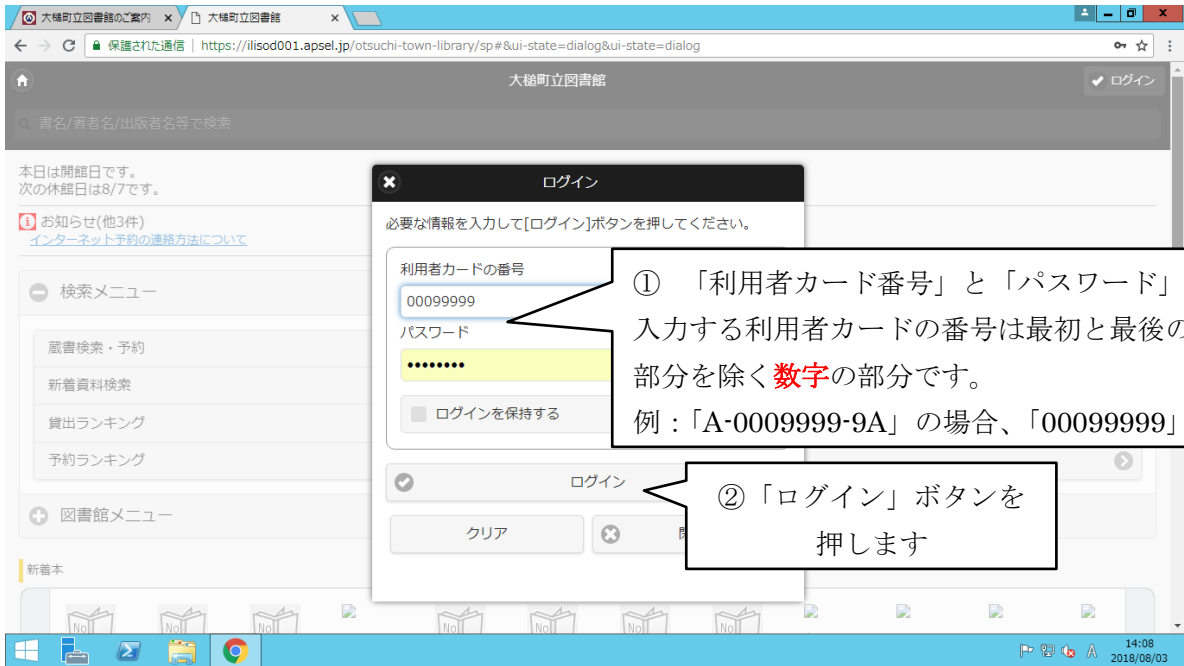 大槌町立図書館のご案内
大槌町立図書館
保護された通信
https://ilisod001.apsel.jp/otsuchi-town-library/sp#&ui-state=dialog&ui-state=dialog
大槌町立図書館
ログイン
書名/著者名/出版者名等で検索
本日は開館日です。
次の休館日は8/7です。
お知らせ(他3件)
インターネット予約の連絡方法について
検索メニュー
蔵書検索・予約
新着資料検索
貸出ランキング
予約ランキング
図書館メニュー
新着本
ログイン
必要な情報を入力して[ログイン]ボタンを押してください。
利用者カードの番号
00099999
パスワード
••••••••
ログインを保持する
ログイン
クリア
① 「利用者カード番号」と「パスワード」
入力する利用者カードの番号は最初と最後の
部分を除く数字の部分です。
例：「A-0009999-9A」の場合、「00099999」
②「ログイン」ボタンを
押します
No
No
No
No
No
No
No
14:08
2018/08/03